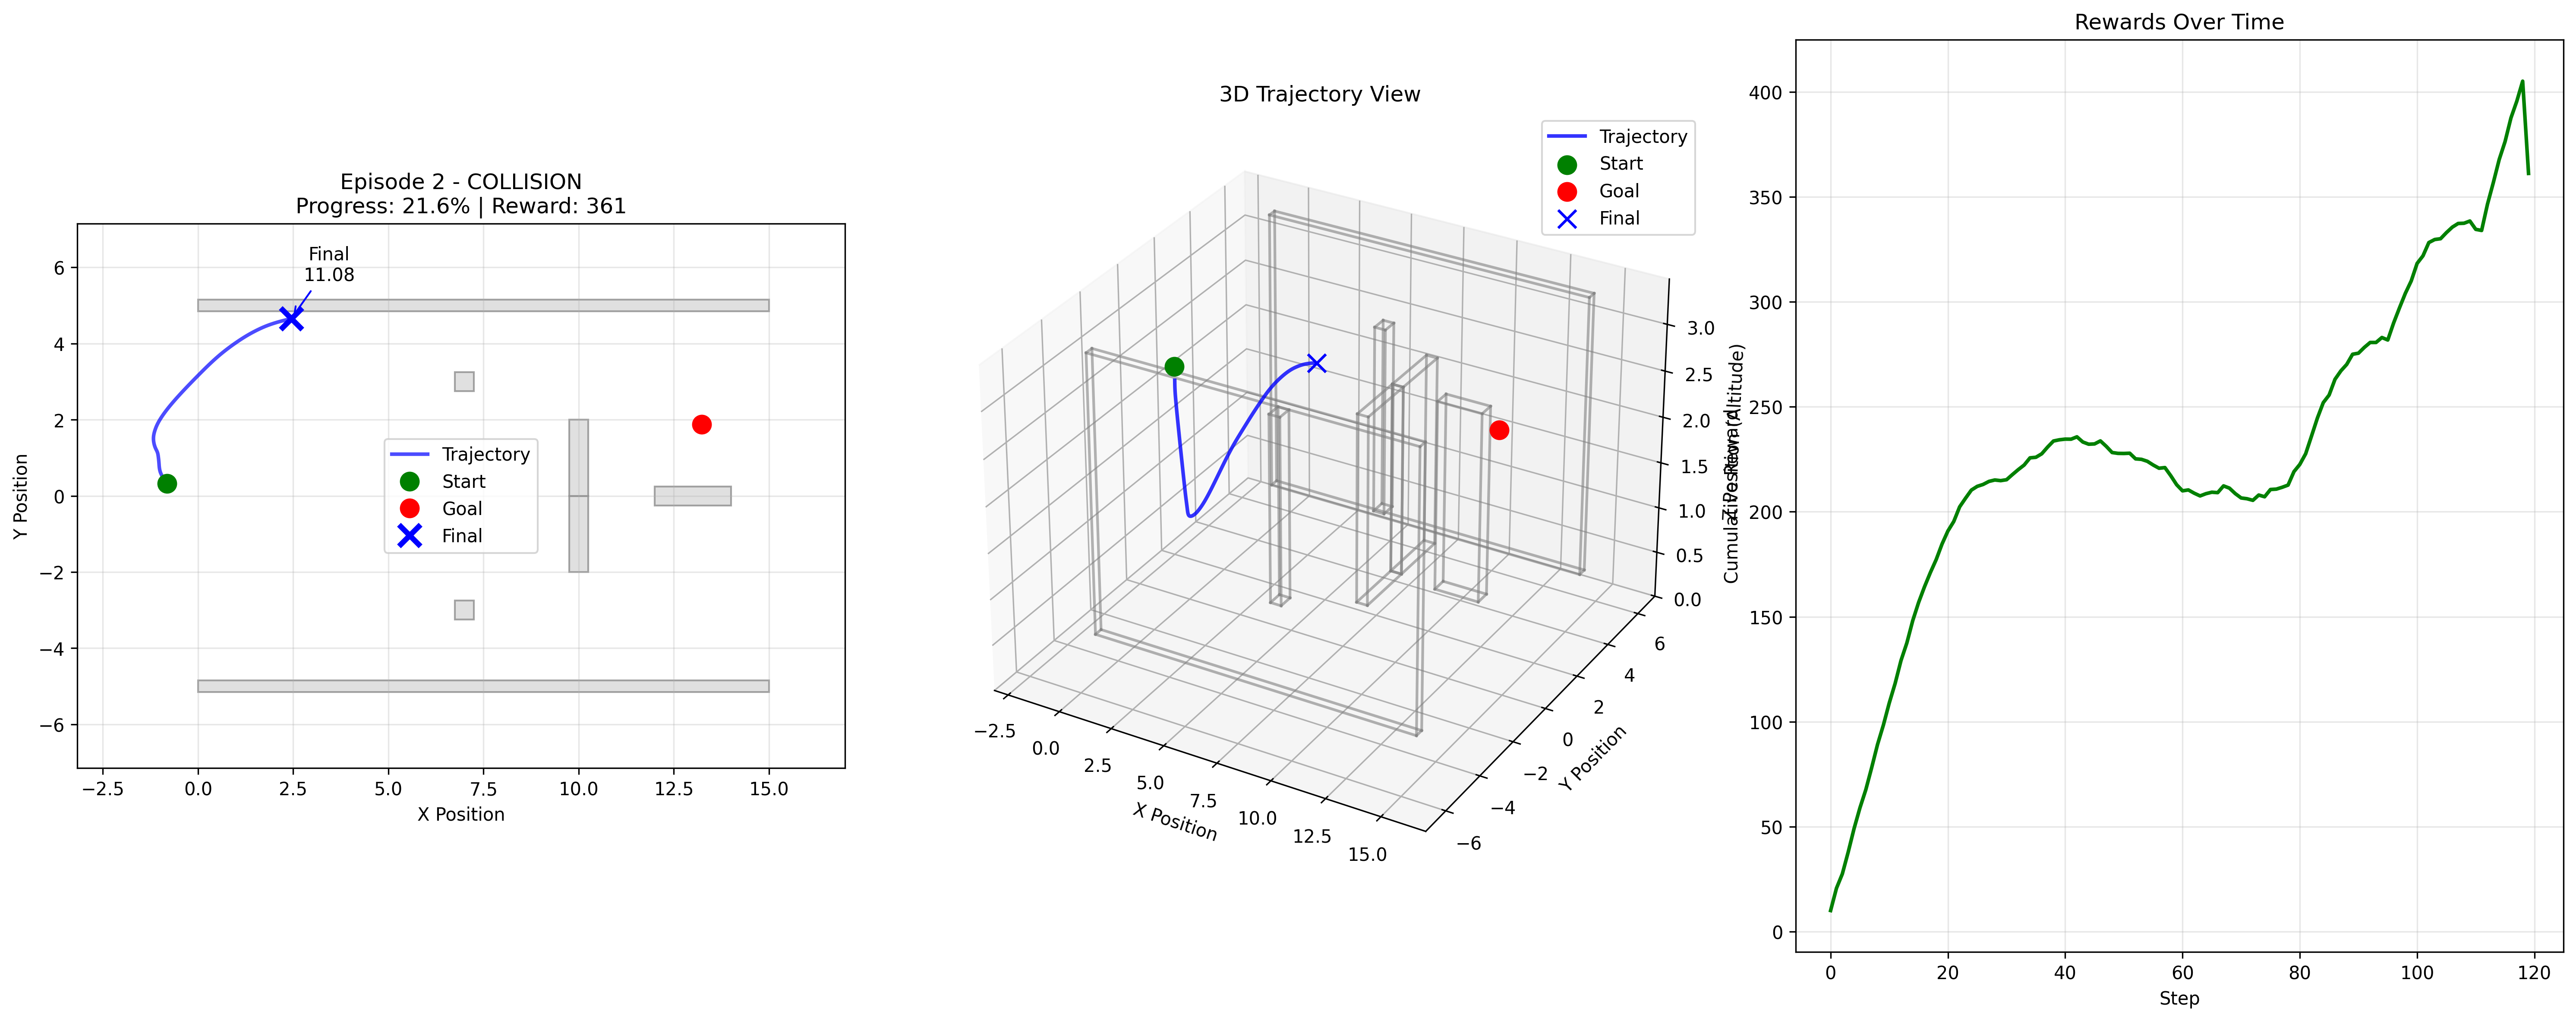 Episode 2 - COLLISION
Progress: 21.6% | Reward: 361
Final
11.08
Trajectory
Start
Goal
Final
6
4
2
0
−2
−4
−6
Y Position
−2.5
0.0
2.5
5.0
7.5
10.0
12.5
15.0
X Position
3D Trajectory View
Trajectory
Start
Goal
Final
3.0
2.5
2.0
1.5
1.0
0.5
0.0
Z Position (Altitude)
6
4
2
0
−2
−4
−6
Y Position
−2.5
0.0
2.5
5.0
7.5
10.0
12.5
15.0
X Position
Rewards Over Time
400
350
300
250
200
150
100
50
0
Cumulative Reward
0
20
40
60
80
100
120
Step